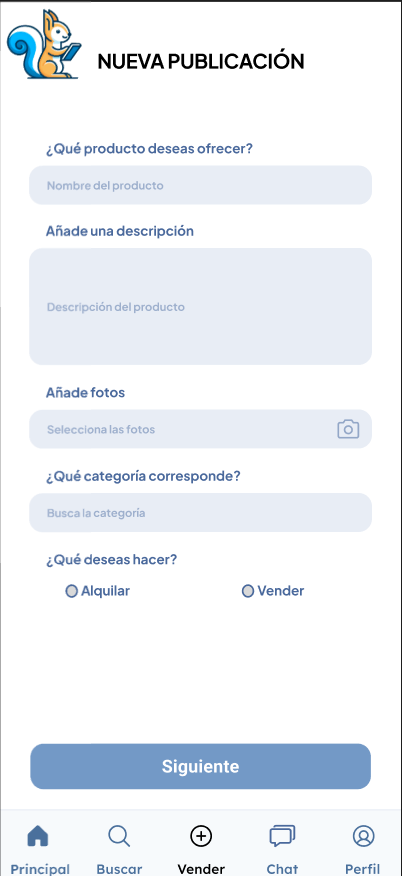 NUEVA PUBLICACIÓN
¿Qué producto deseas ofrecer?
Nombre del producto
Añade una descripción
Descripción del producto
Añade fotos
Selecciona las fotos
¿Qué categoría corresponde?
Busca la categoría
¿Qué deseas hacer?
Alquilar Vender
Siguiente
Principal Buscar Vender Chat Perfil